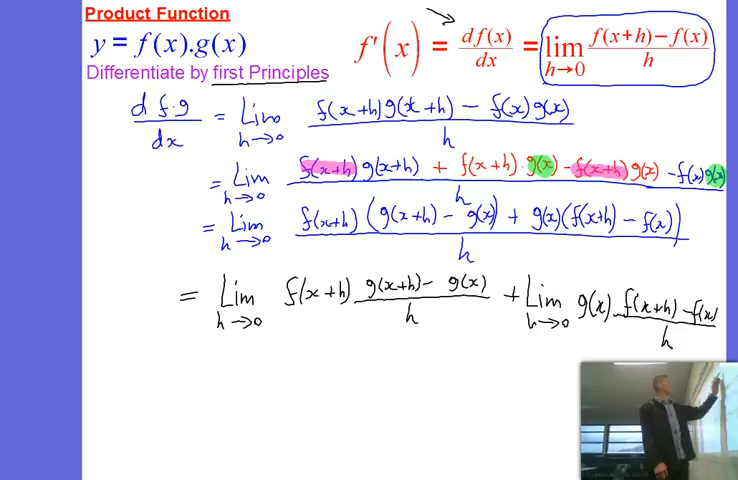 Product Function
y = f(x).g(x)
f'(x) = df(x)/dx = lim h→0 f(x+h)−f(x)/h
Differentiate by first Principles
d f.g/dx = Lim h→0 f(x+h)g(x+h) − f(x)g(x)/h
= Lim h→0 f(x+h) g(x+h) + f(x+h).g(x) − f(x+h) g(x) − f(x)g(x)/h
= Lim h→0 f(x+h) (g(x+h) − g(x)) + g(x)(f(x+h) − f(x))/h
= Lim h→0 f(x+h) g(x+h) − g(x)/h + Lim h→0 g(x) f(x+h) − f(x)/h